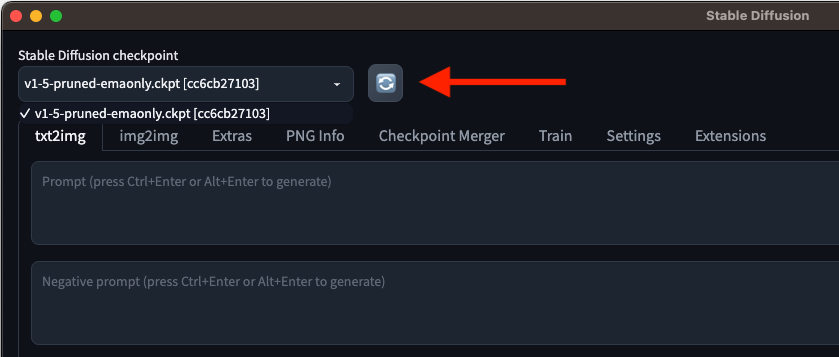 Stable Diffusion
Stable Diffusion checkpoint
v1-5-pruned-emaonly.ckpt [cc6cb27103]
✓ v1-5-pruned-emaonly.ckpt [cc6cb27103]
txt2img img2img Extras PNG Info Checkpoint Merger Train Settings Extensions
Prompt (press Ctrl+Enter or Alt+Enter to generate)
Negative prompt (press Ctrl+Enter or Alt+Enter to generate)